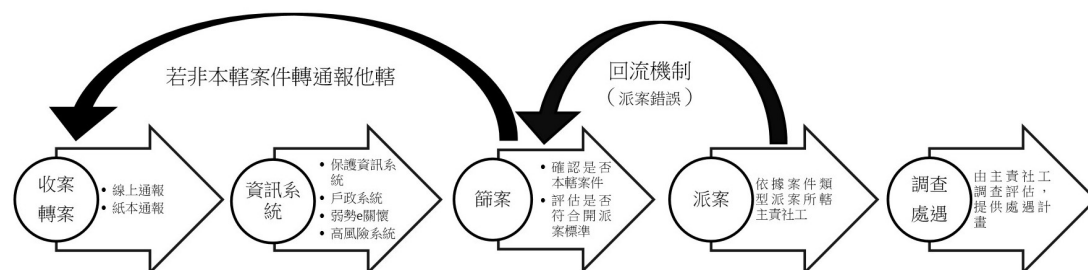 若非本轄案件轉通報他轄
回流機制
（派案錯誤）
收案
轉案
• 線上通報
• 紙本通報
資訊系
統
• 保護資訊系
統
• 戶政系統
• 弱勢e關懷
• 高風險系統
篩案
• 確認是否
本轄案件
• 評估是否
符合開派
案標準
派案
依據案件類
型派案所轄
主責社工
調查
處遇
由主責社工
調查評估，
提供處遇計
畫